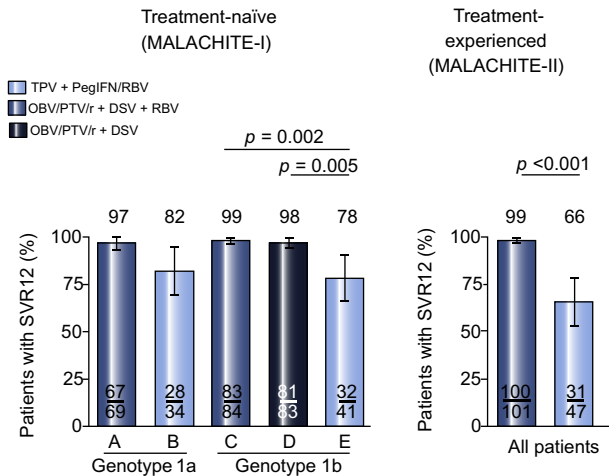 Treatment-naïve
(MALACHITE-I)
TPV + PegIFN/RBV
OBV/PTV/r + DSV + RBV
OBV/PTV/r + DSV
p = 0.002
p = 0.005
97 82 99 98 78
Patients with SVR12 (%)
100
75
50
25
0
67 28 83 81 32
69 34 84 83 41
A B C D E
Genotype 1a Genotype 1b
Treatment-
experienced
(MALACHITE-II)
p <0.001
99 66
Patients with SVR12 (%)
100
75
50
25
0
100 31
101 47
All patients